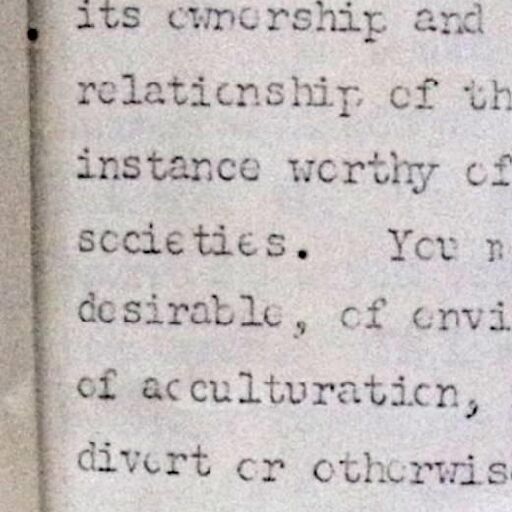 its ownership and
relationship of th
instance worthy of
societies. You n
desirable, of envi
of acculturation,
divert or otherwis